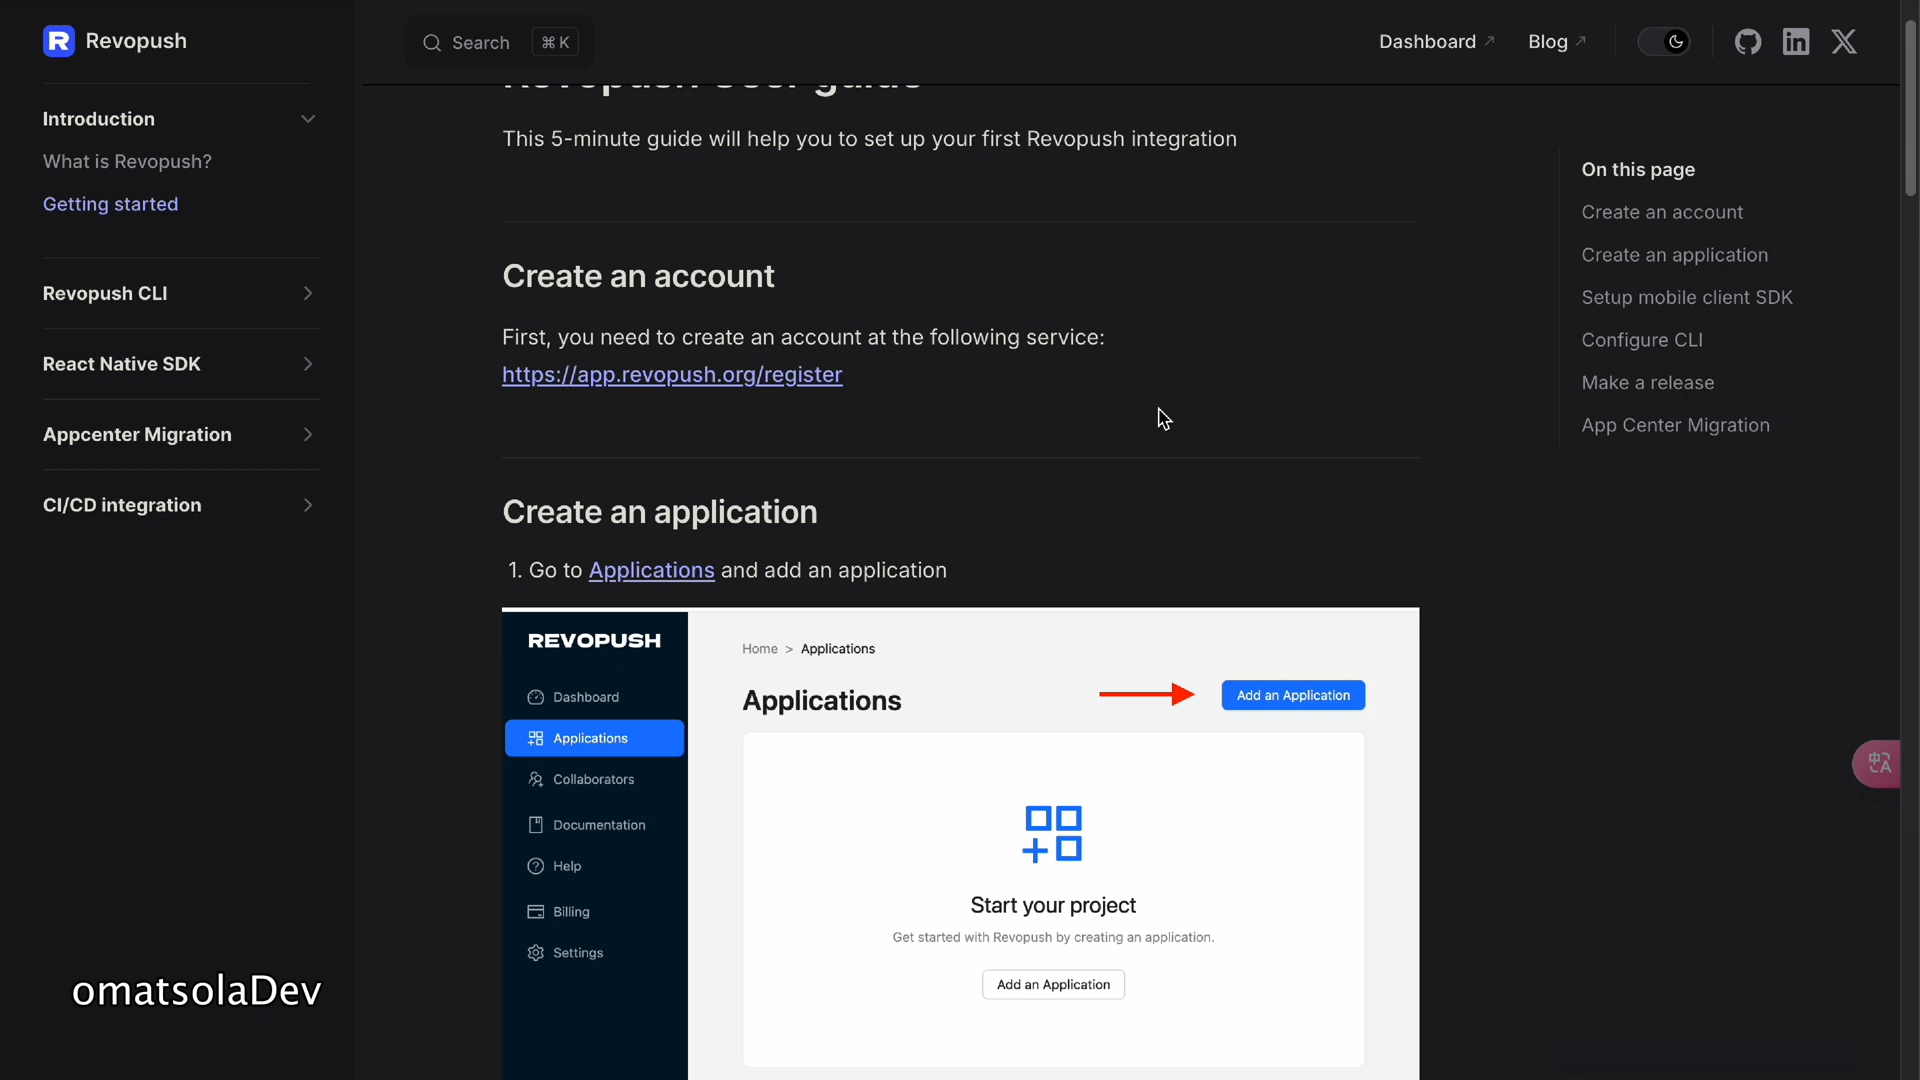 Revopush
Search
⌘ K
Dashboard ↗
Blog ↗
Introduction
What is Revopush?
Getting started
Revopush CLI
React Native SDK
Appcenter Migration
CI/CD integration
Revopush User guide
This 5-minute guide will help you to set up your first Revopush integration
Create an account
First, you need to create an account at the following service:
https://app.revopush.org/register
Create an application
1. Go to Applications and add an application
REVOPUSH
Dashboard
Applications
Collaborators
Documentation
Help
Billing
Settings
Home > Applications
Applications
Add an Application
Start your project
Get started with Revopush by creating an application.
Add an Application
On this page
Create an account
Create an application
Setup mobile client SDK
Configure CLI
Make a release
App Center Migration
omatsolaDev